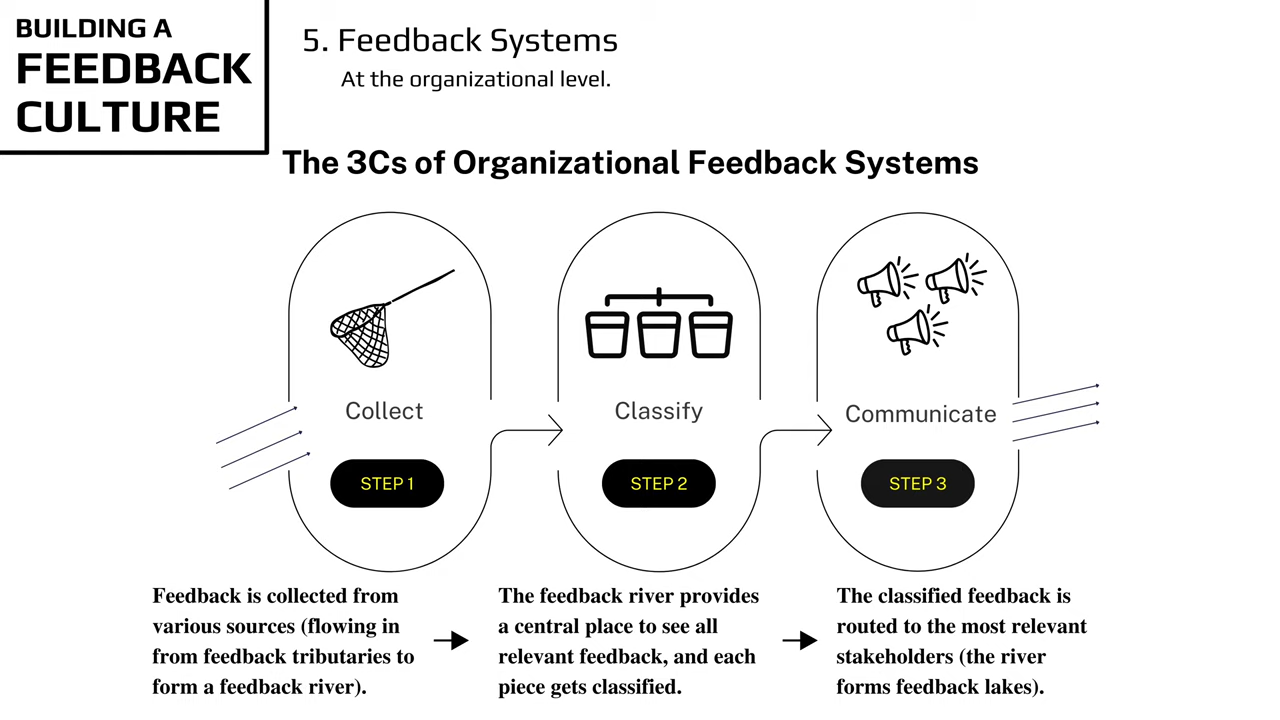 BUILDING A
FEEDBACK
CULTURE
5. Feedback Systems
At the organizational level.
The 3Cs of Organizational Feedback Systems
Collect
STEP 1
Classify
STEP 2
Communicate
STEP 3
Feedback is collected from
various sources (flowing in
from feedback tributaries to
form a feedback river).
The feedback river provides
a central place to see all
relevant feedback, and each
piece gets classified.
The classified feedback is
routed to the most relevant
stakeholders (the river
forms feedback lakes).